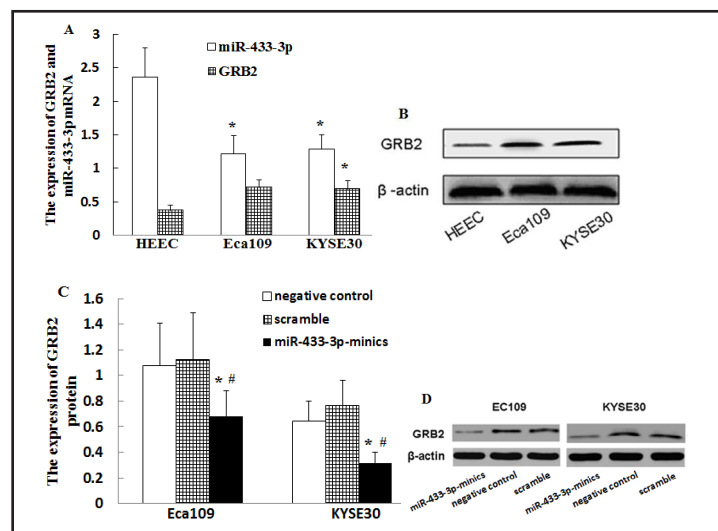 A
The expression of GRB2 and
miR-433-3p mRNA
3
2.5
2
1.5
1
0.5
0
miR-433-3p
GRB2
*
*
*
HEEC
Eca109
KYSE30
B
GRB2
β-actin
HEEC
Eca109
KYSE30
C
The expression of GRB2
protein
1.6
1.4
1.2
1
0.8
0.6
0.4
0.2
0
negative control
scramble
miR-433-3p-minics
* #
* #
Eca109
KYSE30
D
EC109
KYSE30
GRB2
β-actin
miR-433-3p-minics
negative control
scramble
miR-433-3p-minics
negative control
scramble